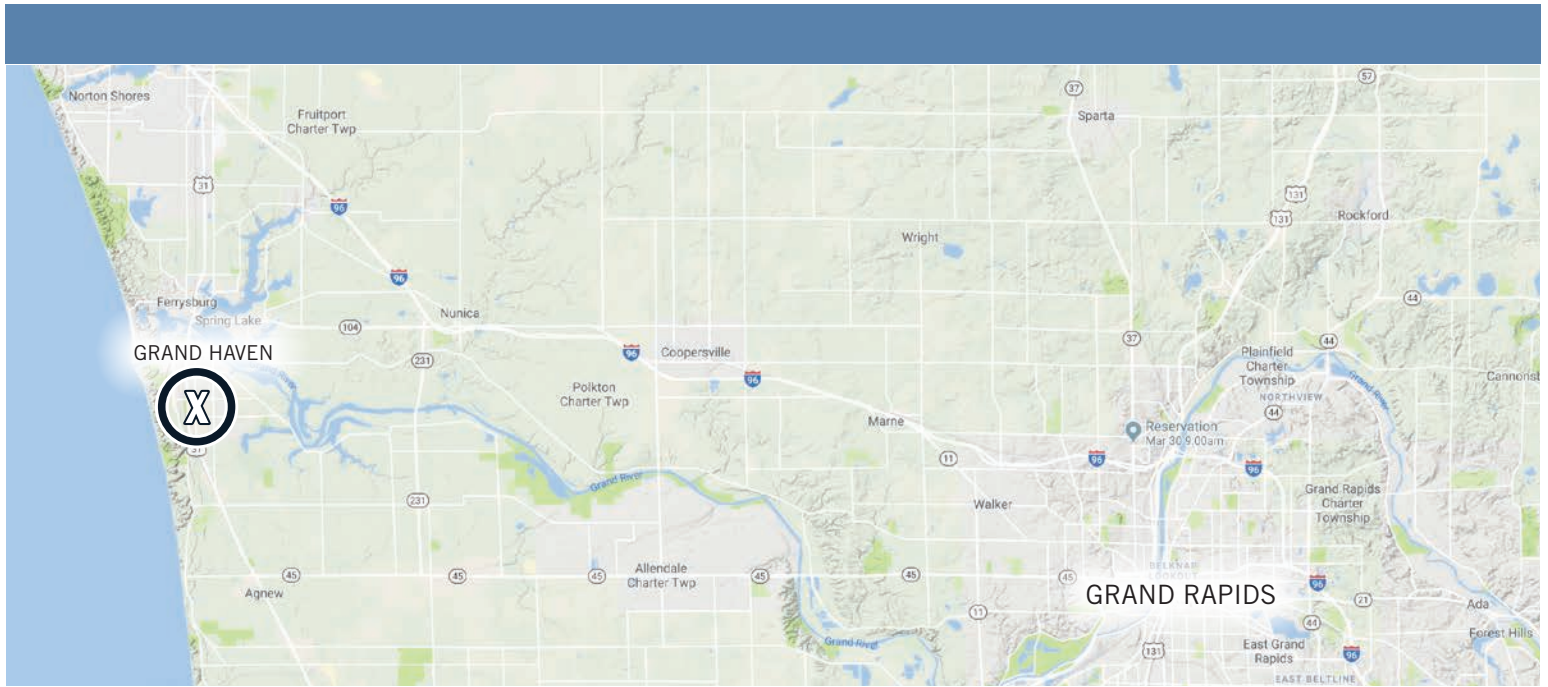 57
Norton Shores
37
Sparta
Fruitport
Charter Twp
31
131
96
131
Rockford
Wright
96
44
Ferrysburg
Nunica
Spring Lake
104
37
44
GRAND HAVEN
231
96
Coopersville
Plainfield
Charter
Township
Grand River
96
Cannonsb
Polkton
Charter Twp
NORTHVIEW
X
44
Marne
Reservation
Mar 30 9.00am
31
11
96
96
Grand River
231
Walker
Grand Rapids
Charter
Township
45
45
45
Allendale
Charter Twp
45
45
45
BELKNAP
LOOKOUT
96
Agnew
GRAND RAPIDS
21
11
Ada
44
Grand River
131
East Grand
Rapids
96
Forest Hills
EAST BELTLINE